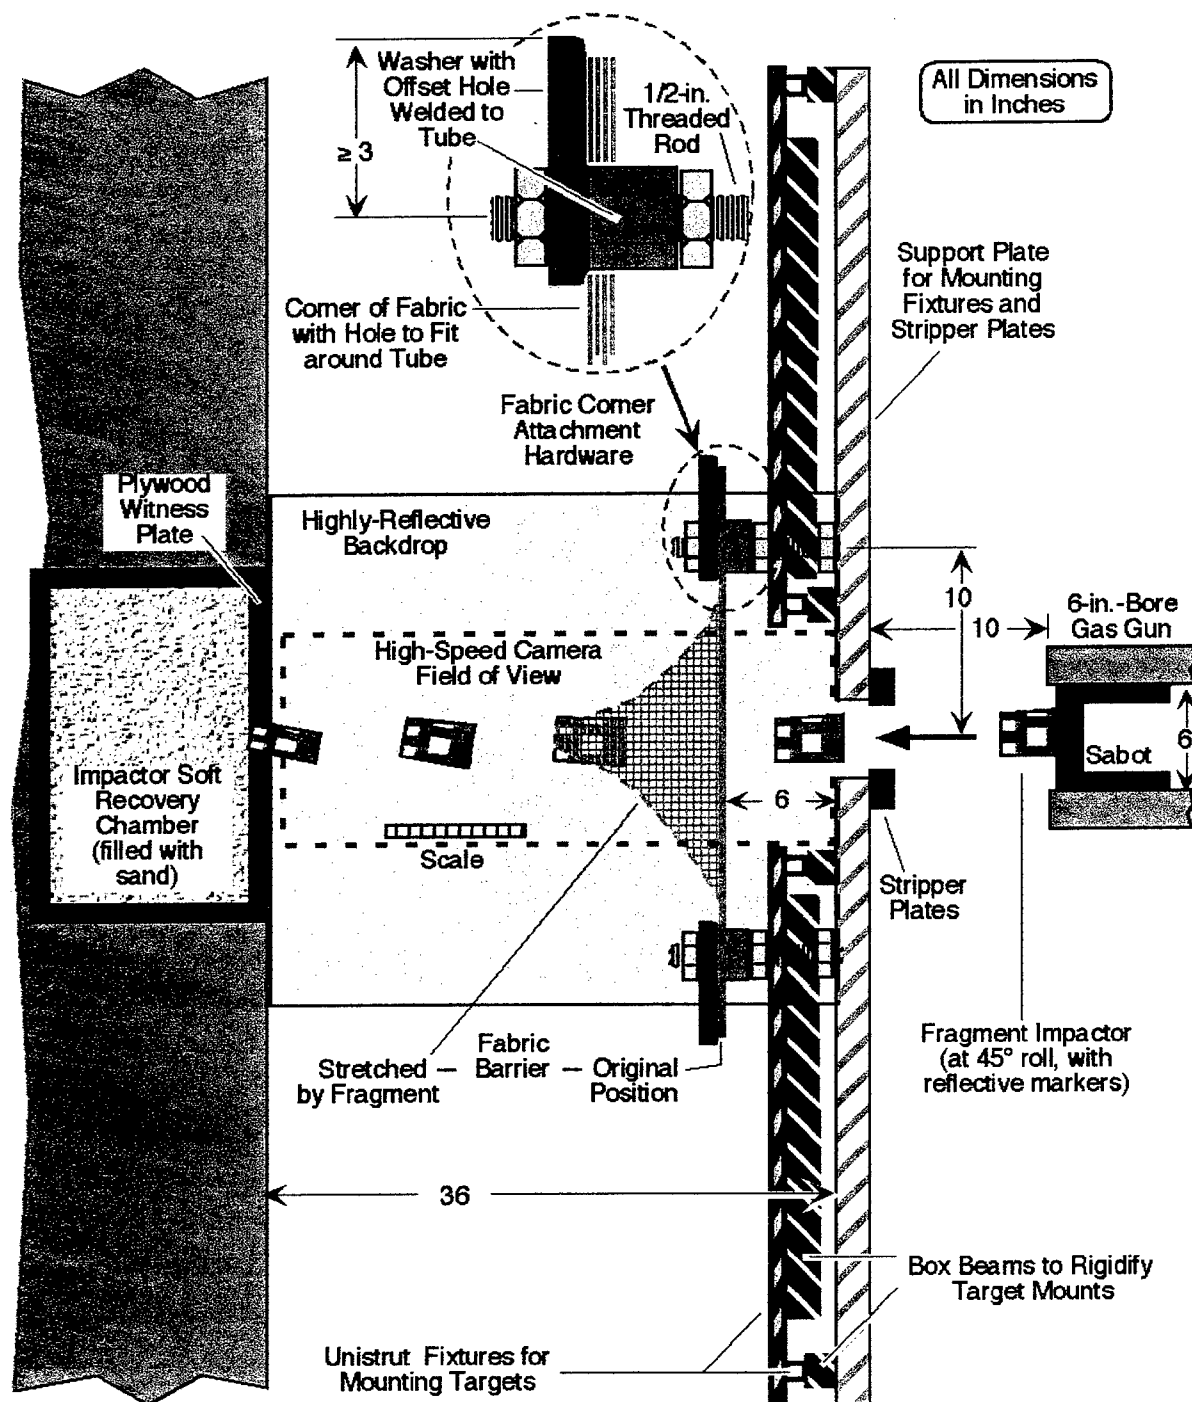 Washer with
Offset Hole
Welded to
Tube
≥ 3
1/2-in.
Threaded
Rod
All Dimensions
in Inches
Support Plate
for Mounting
Fixtures and
Stripper Plates
Corner of Fabric
with Hole to Fit
around Tube
Fabric Corner
Attachment
Hardware
Plywood
Witness
Plate
Highly-Reflective
Backdrop
10
10
6-in.-Bore
Gas Gun
High-Speed Camera
Field of View
Impactor Soft
Recovery
Chamber
(filled with
sand)
Sabot
6
6
Scale
Stripper
Plates
Stretched
by Fragment
Fabric
Barrier
Original
Position
Fragment Impactor
(at 45° roll, with
reflective markers)
36
Box Beams to Rigidify
Target Mounts
Unistrut Fixtures for
Mounting Targets